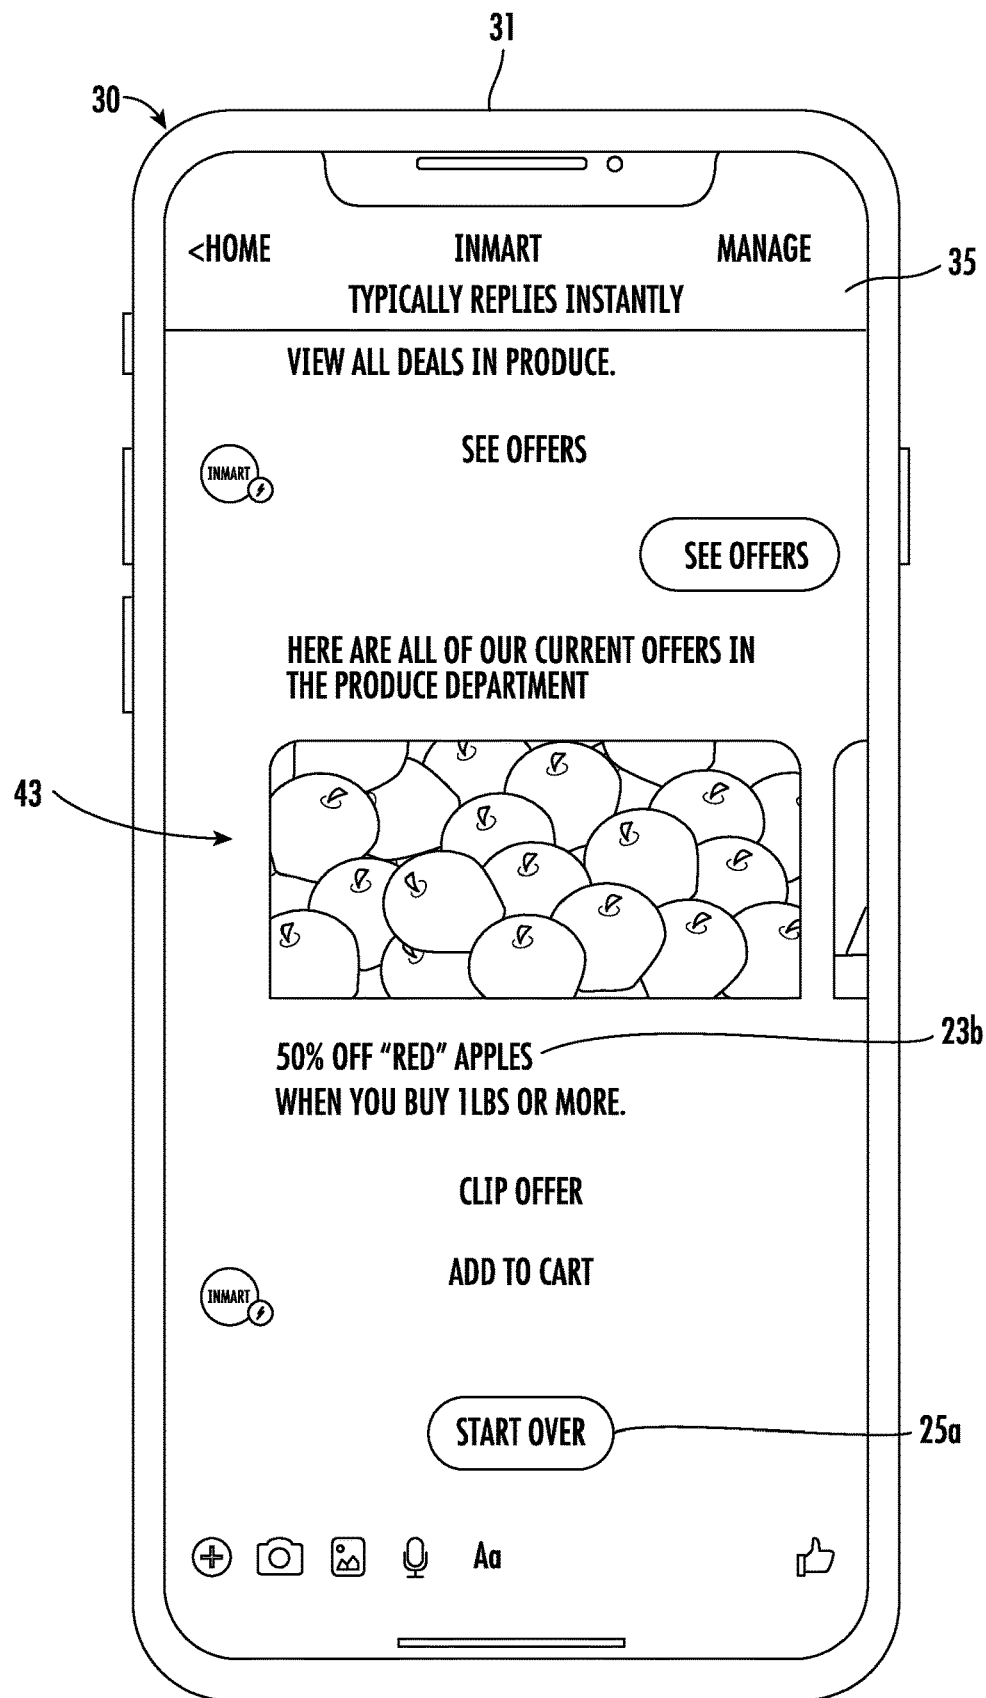 31
30
<HOME INMART MANAGE
35
TYPICALLY REPLIES INSTANTLY
VIEW ALL DEALS IN PRODUCE.
SEE OFFERS
INMART
SEE OFFERS
HERE ARE ALL OF OUR CURRENT OFFERS IN
THE PRODUCE DEPARTMENT
43
23b
50% OFF “RED” APPLES
WHEN YOU BUY 1LBS OR MORE.
CLIP OFFER
ADD TO CART
INMART
START OVER
25a
Aa